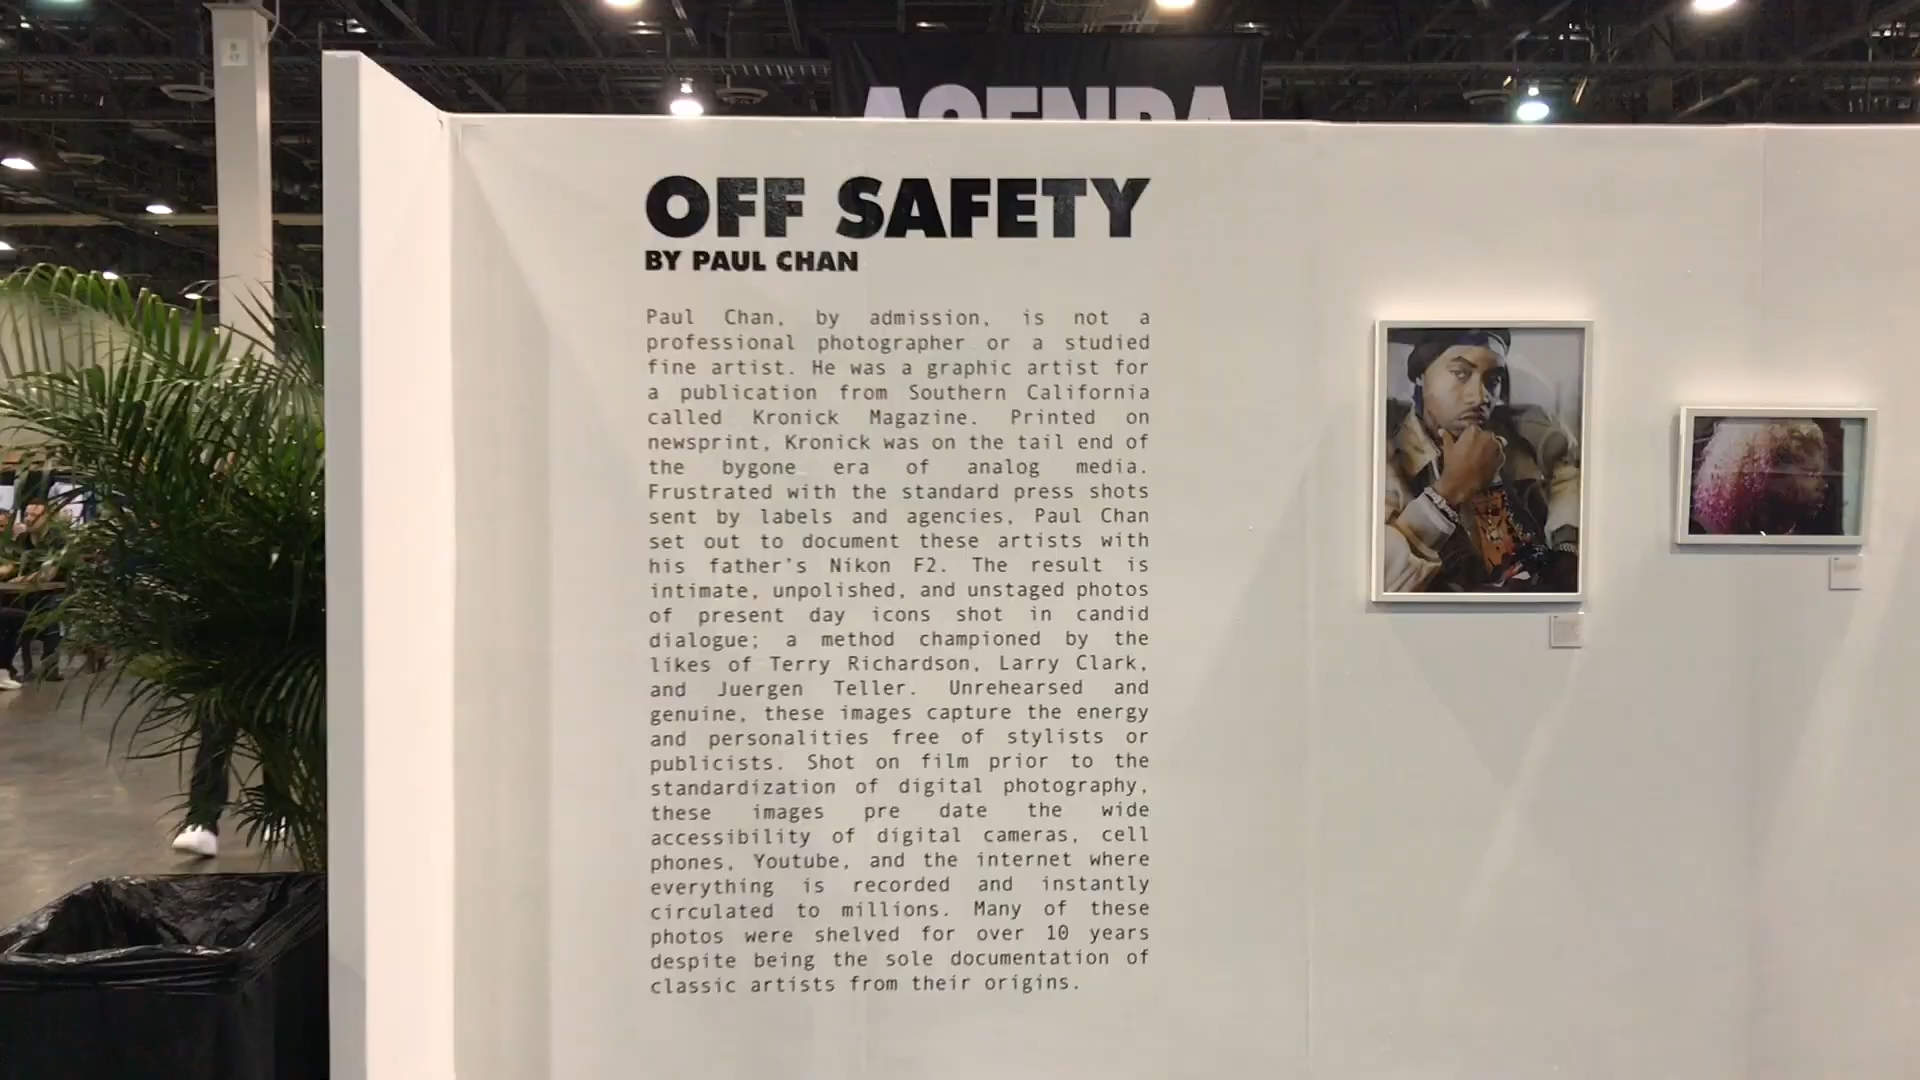 AGENDA
OFF SAFETY
BY PAUL CHAN
Paul Chan, by admission, is not a
professional photographer or a studied
fine artist. He was a graphic artist for
a publication from Southern California
called Kronick Magazine. Printed on
newsprint, Kronick was on the tail end of
the bygone era of analog media.
Frustrated with the standard press shots
sent by labels and agencies, Paul Chan
set out to document these artists with
his father's Nikon F2. The result is
intimate, unpolished, and unstaged photos
of present day icons shot in candid
dialogue; a method championed by the
likes of Terry Richardson, Larry Clark,
and Juergen Teller. Unrehearsed and
genuine, these images capture the energy
and personalities free of stylists or
publicists. Shot on film prior to the
standardization of digital photography,
these images pre date the wide
accessibility of digital cameras, cell
phones, Youtube, and the internet where
everything is recorded and instantly
circulated to millions. Many of these
photos were shelved for over 10 years
despite being the sole documentation of
classic artists from their origins.